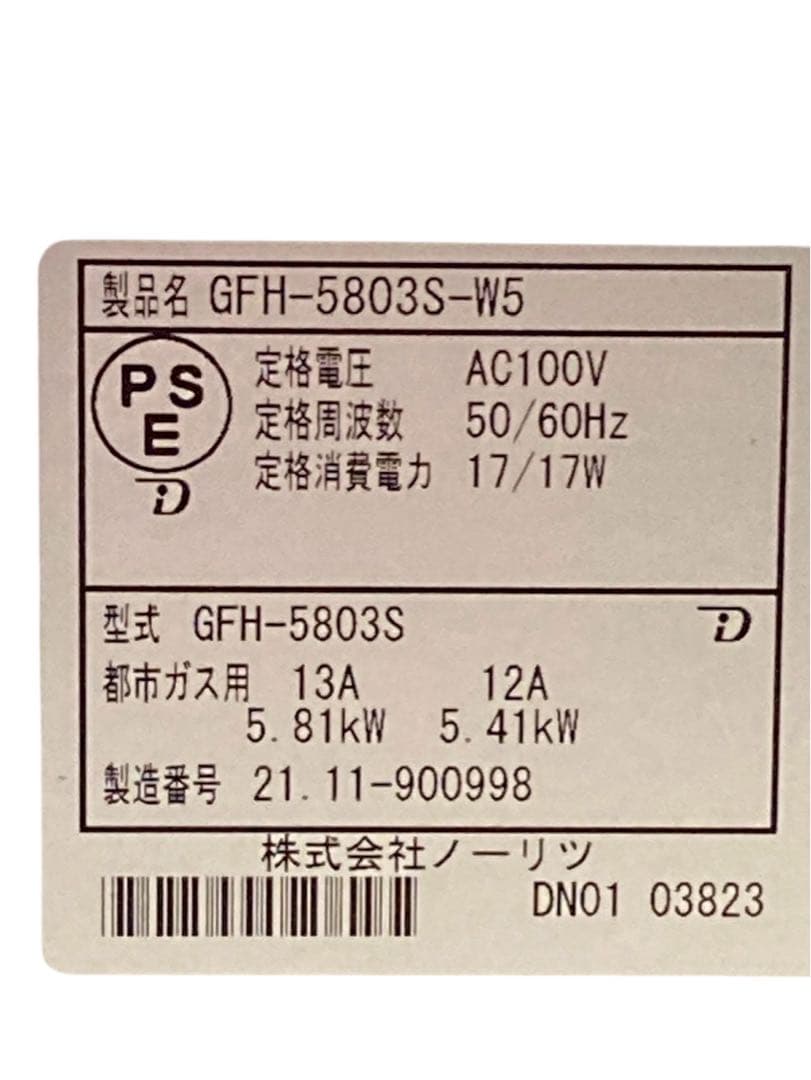 製品名 GFH-5803S-W5
PS
E
定格電圧 AC100V
定格周波数 50/60Hz
定格消費電力 17/17W
型式 GFH-5803S
都市ガス用 13A 12A
5.81kW 5.41kW
製造番号 21.11-900998
株式会社ノーリツ
DN01 03823